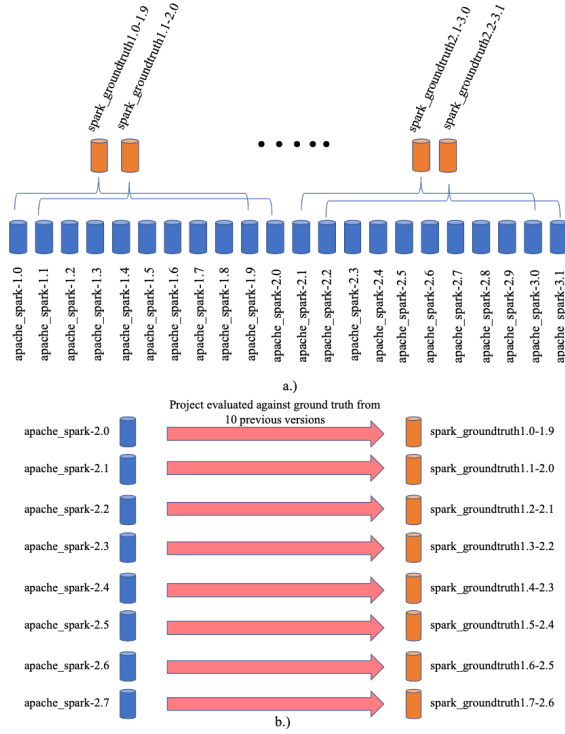 spark_groundtruth1.0-1.9
spark_groundtruth1.1-2.0
spark_groundtruth2.1-3.0
spark_groundtruth2.2-3.1
apache_spark-1.0
apache_spark-1.1
apache_spark-1.2
apache_spark-1.3
apache_spark-1.4
apache_spark-1.5
apache_spark-1.6
apache_spark-1.7
apache_spark-1.8
apache_spark-1.9
apache_spark-2.0
apache_spark-2.1
apache_spark-2.2
apache_spark-2.3
apache_spark-2.4
apache_spark-2.5
apache_spark-2.6
apache_spark-2.7
apache_spark-2.8
apache_spark-2.9
apache_spark-3.0
apache_spark-3.1
a.)
Project evaluated against ground truth from
10 previous versions
apache_spark-2.0 spark_groundtruth1.0-1.9
apache_spark-2.1 spark_groundtruth1.1-2.0
apache_spark-2.2 spark_groundtruth1.2-2.1
apache_spark-2.3 spark_groundtruth1.3-2.2
apache_spark-2.4 spark_groundtruth1.4-2.3
apache_spark-2.5 spark_groundtruth1.5-2.4
apache_spark-2.6 spark_groundtruth1.6-2.5
apache_spark-2.7 spark_groundtruth1.7-2.6
b.)